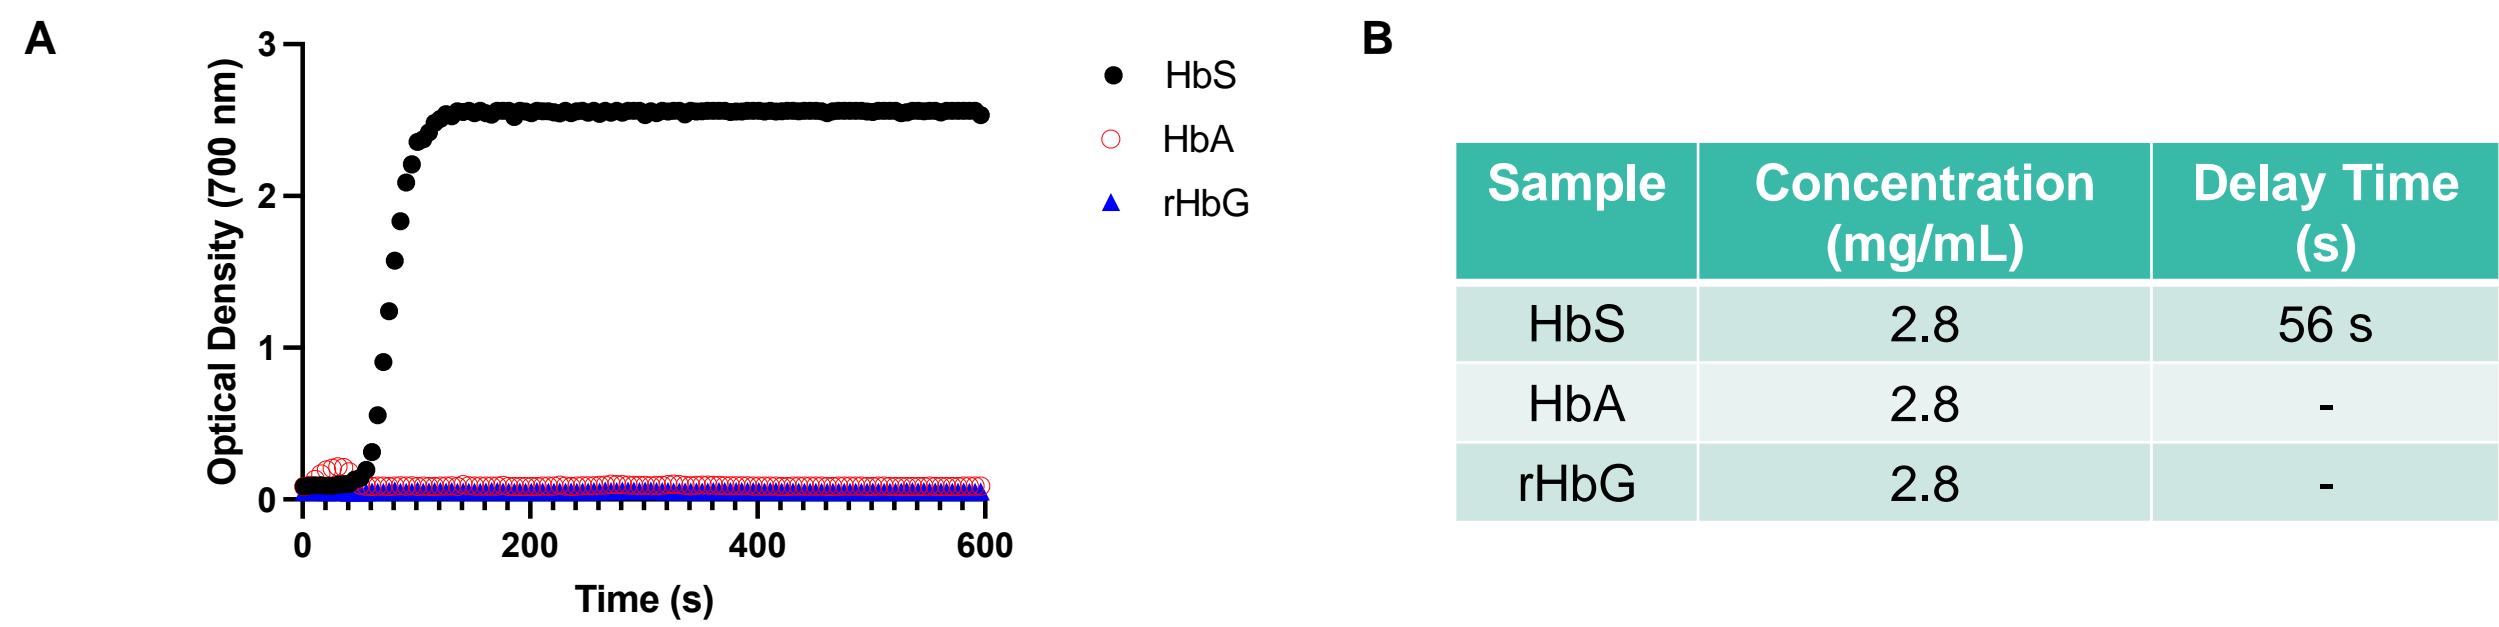 A
Optical Density (700 nm)
3
2
1
0
0 200 400 600
Time (s)
HbS
HbA
rHbG
B
Sample Concentration (mg/mL) Delay Time (s)
HbS 2.8 56 s
HbA 2.8 -
rHbG 2.8 -